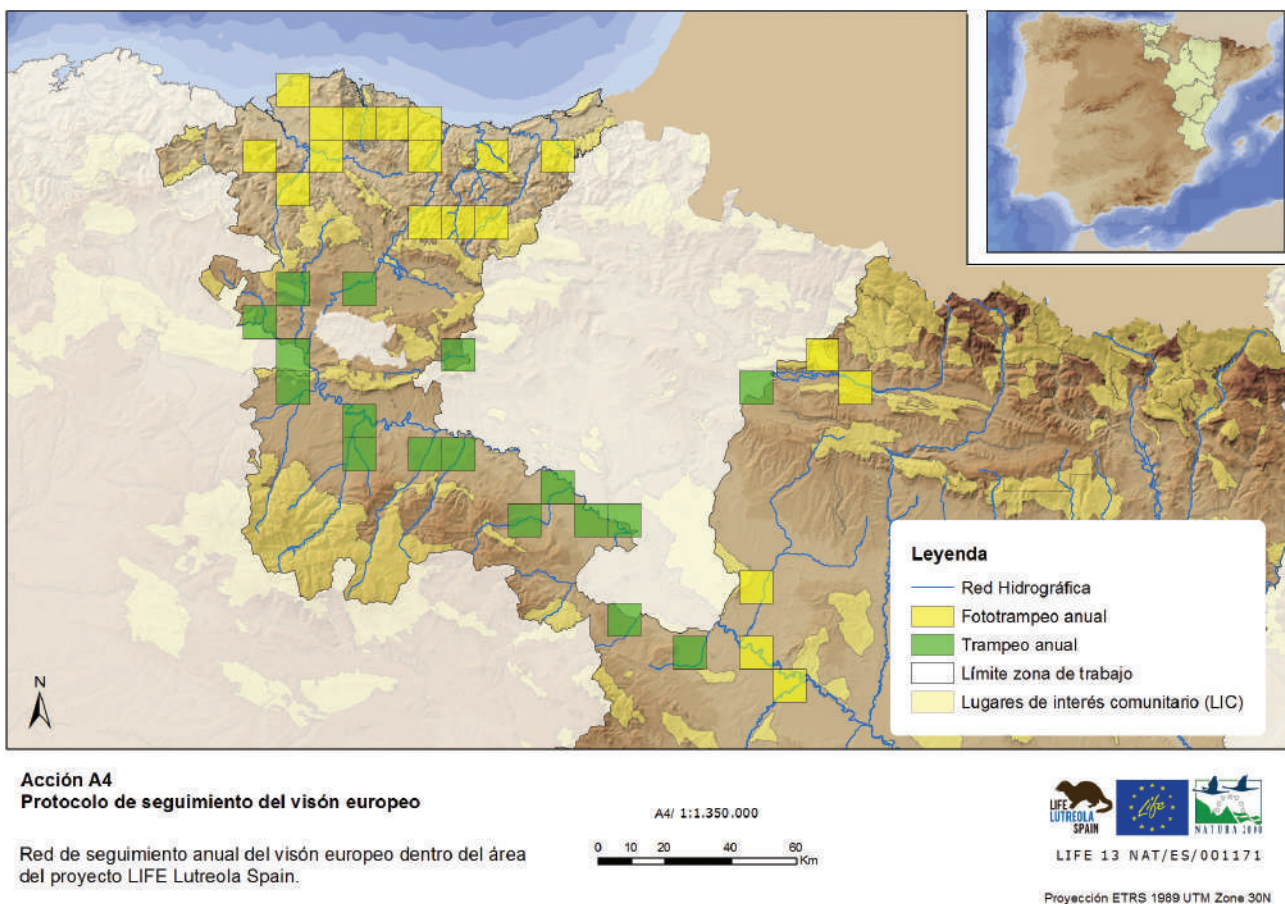 Leyenda
Red Hidrográfica
Fototrampeo anual
Trampeo anual
Límite zona de trabajo
Lugares de interés comunitario (LIC)
N
Acción A4
Protocolo de seguimiento del visón europeo
Red de seguimiento anual del visón europeo dentro del área
del proyecto LIFE Lutreola Spain.
A4/ 1:1.350.000
0 10 20 40 60
Km
LIFE
LUTREOLA
SPAIN
Life
NATURA 2000
LIFE 13 NAT/ES/001171
Proyección ETRS 1989 UTM Zone 30N